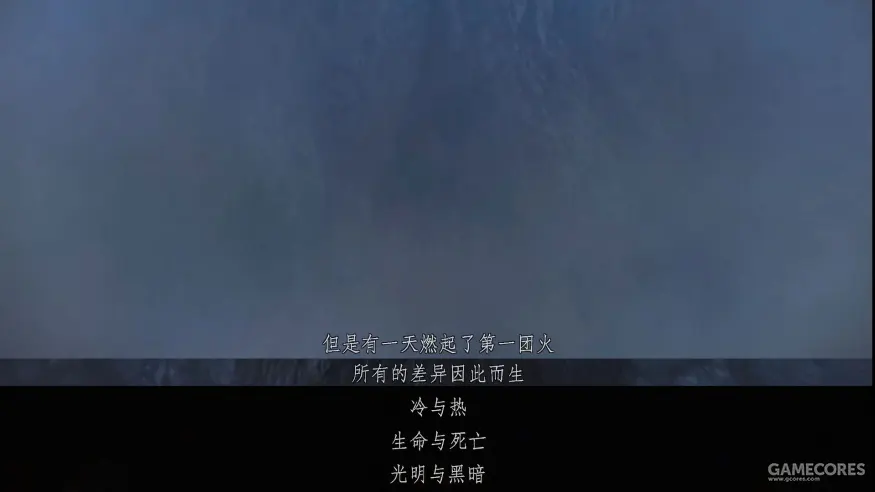 但是有一天燃起了第一团火
所有的差异因此而生
冷与热
生命与死亡
光明与黑暗
GAMECORES
www.gcores.com